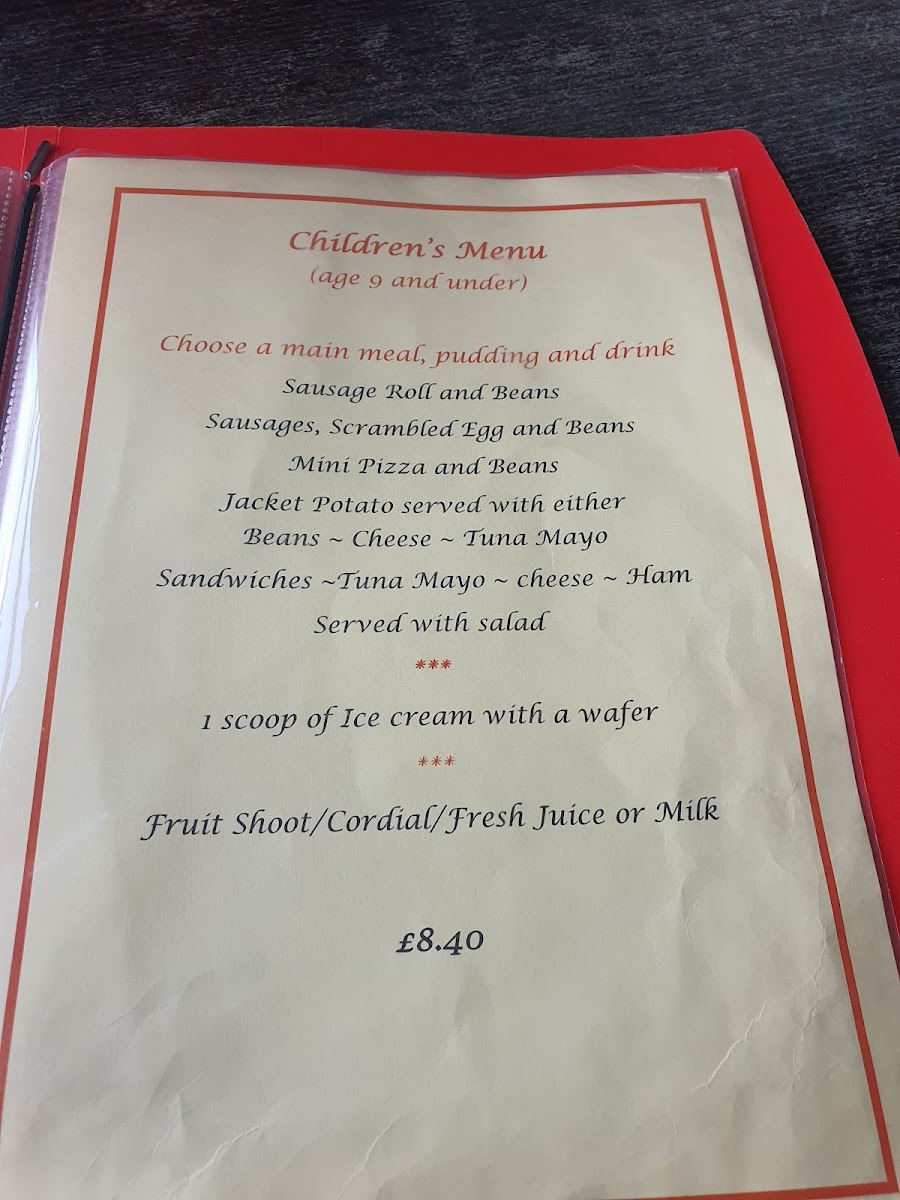 Children's Menu
(age 9 and under)
Choose a main meal, pudding and drink
Sausage Roll and Beans
Sausages, Scrambled Egg and Beans
Mini Pizza and Beans
Jacket Potato served with either
Beans ~ Cheese ~ Tuna Mayo
Sandwiches ~Tuna Mayo ~ cheese ~ Ham
Served with salad
***
1 scoop of Ice cream with a wafer
***
Fruit Shoot/Cordial/Fresh Juice or Milk
£8.40